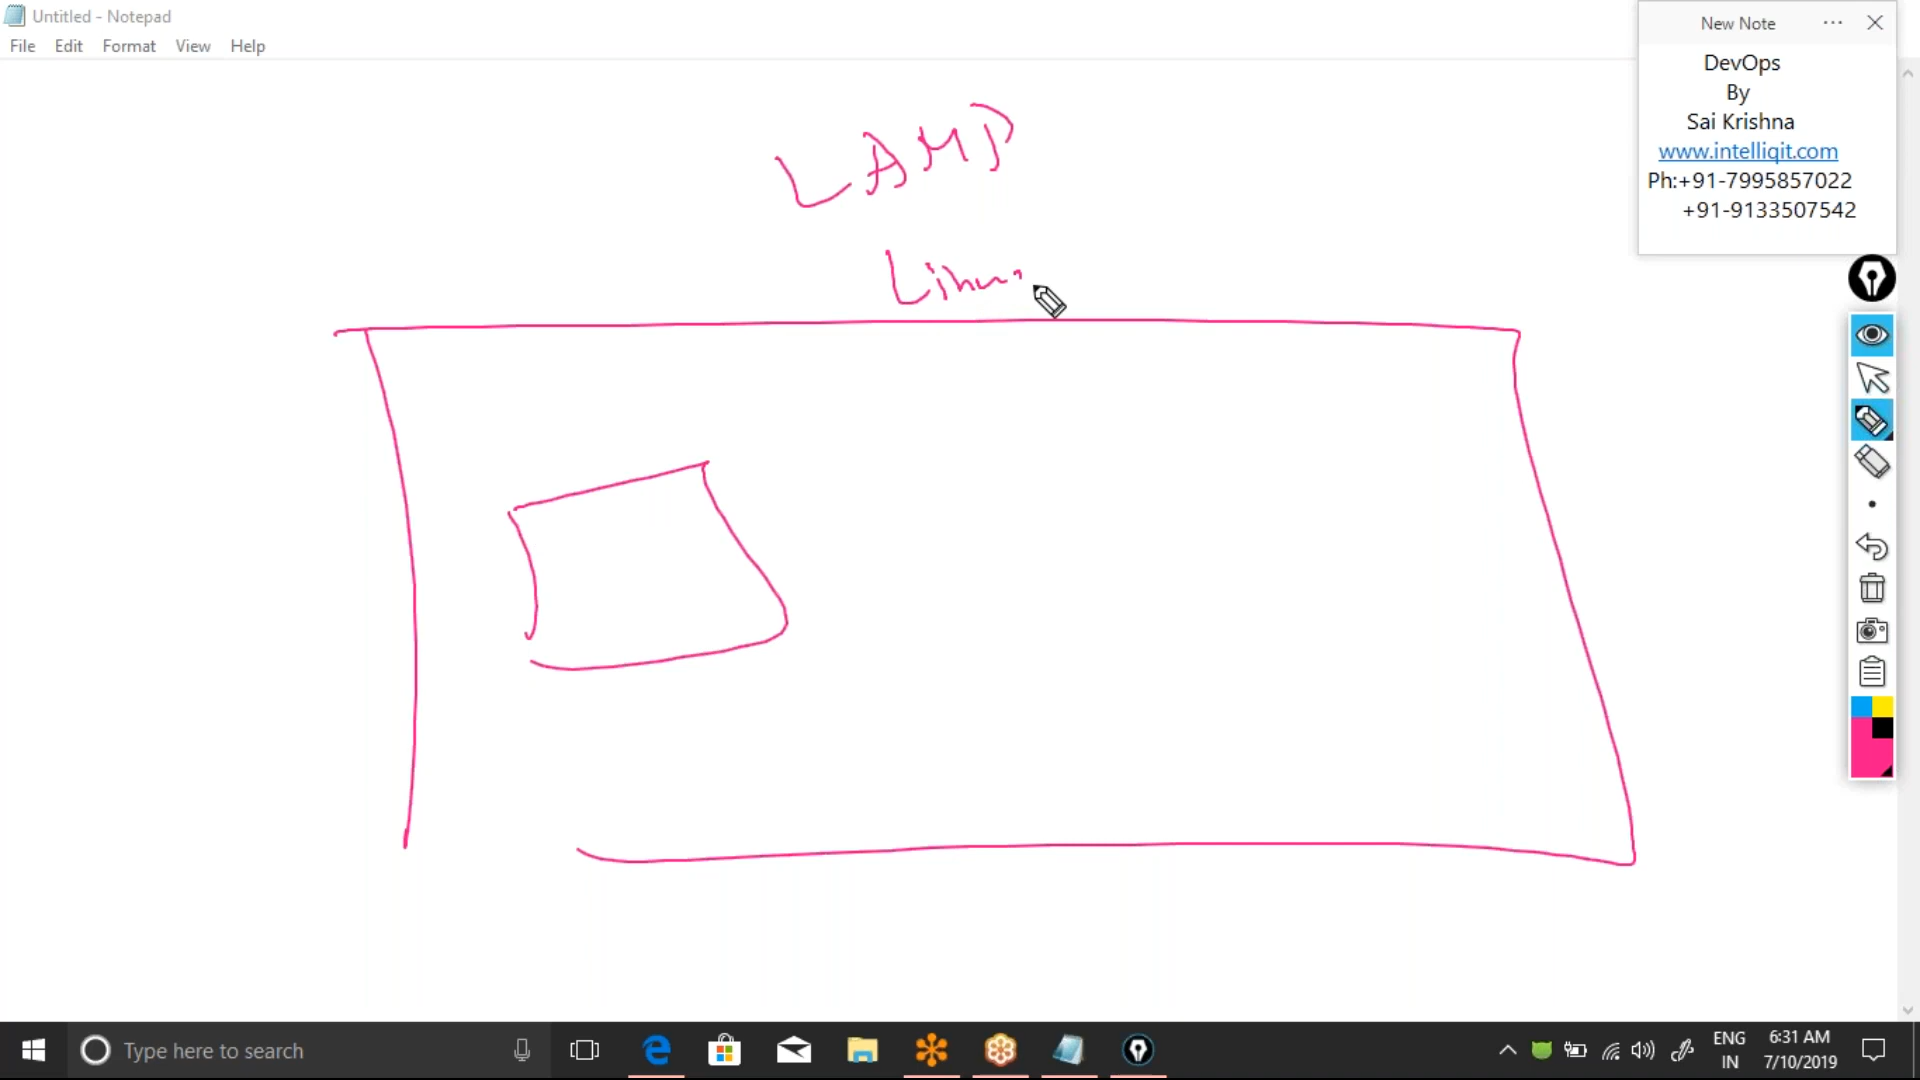 Untitled - Notepad
File Edit Format View Help
New Note
DevOps
By
Sai Krishna
www.intelliqit.com
Ph:+91-7995857022
+91-9133507542
LAMP
Type here to search
ENG
IN
6:31 AM
7/10/2019